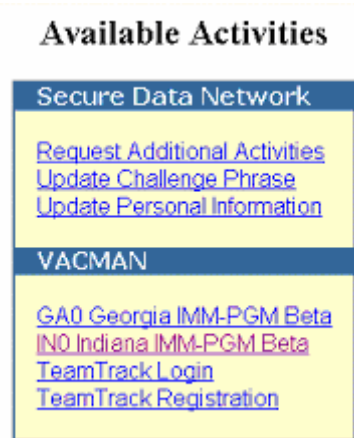 Available Activities
Secure Data Network
Request Additional Activities
Update Challenge Phrase
Update Personal Information
VACMAN
GA0 Georgia IMM-PGM Beta
IN0 Indiana IMM-PGM Beta
TeamTrack Login
TeamTrack Registration